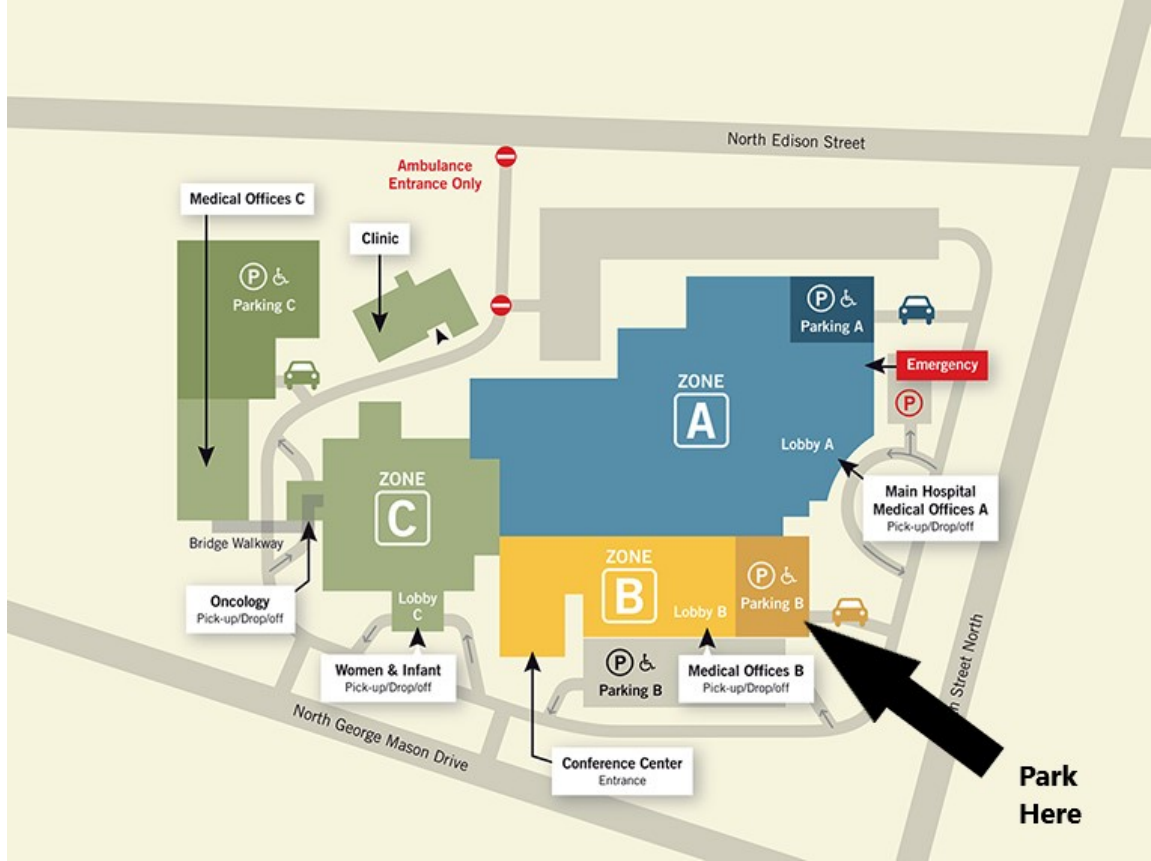 North Edison Street
Ambulance
Entrance Only
Medical Offices C
Clinic
P
Parking C
P
Parking A
Emergency
P
ZONE
A
Lobby A
Main Hospital
Medical Offices A
Pick-up/Drop/off
ZONE
C
Bridge Walkway
Oncology
Pick-up/Drop/off
Lobby
C
Women & Infant
Pick-up/Drop/off
ZONE
B
Lobby B
P
Parking B
P
Parking B
Medical Offices B
Pick-up/Drop/off
Conference Center
Entrance
North George Mason Drive
Street North
Park
Here